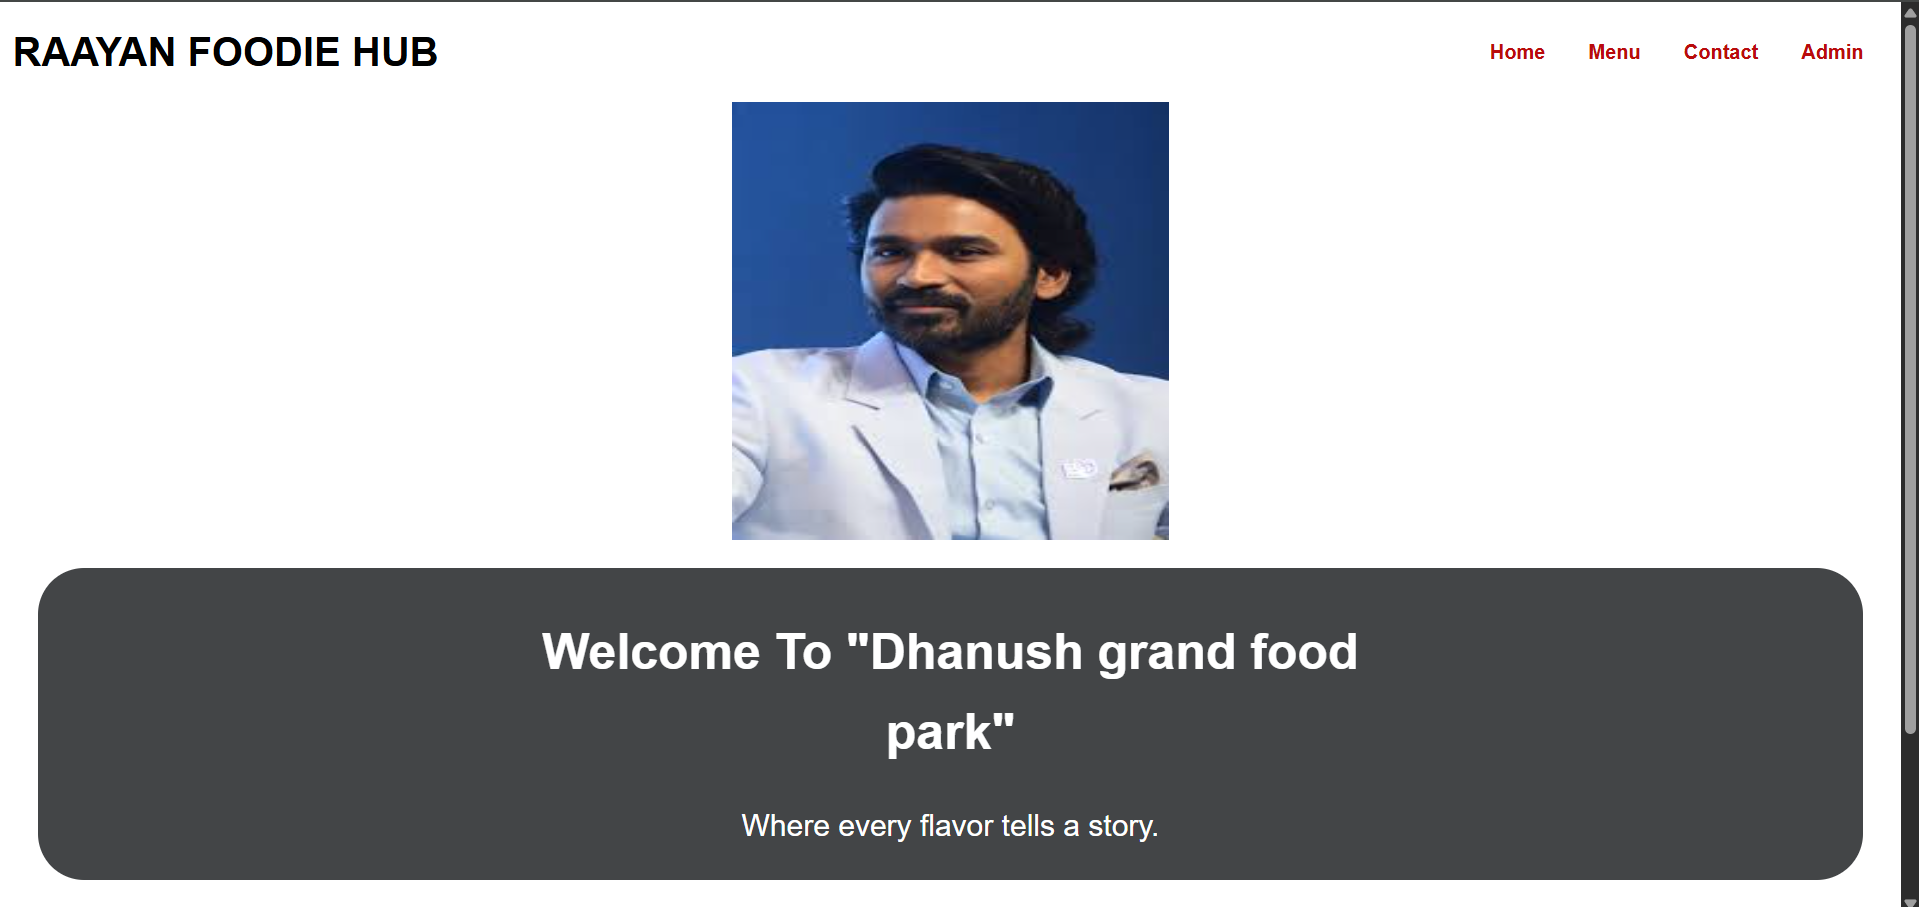 RAAYAN FOODIE HUB
Home Menu Contact Admin
Welcome To "Dhanush grand food
park"
Where every flavor tells a story.